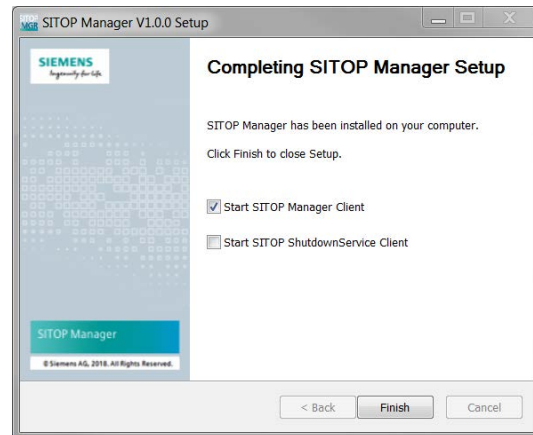 SITOP MGR
SITOP Manager V1.0.0 Setup
SIEMENS
Ingenuity for life
Completing SITOP Manager Setup
SITOP Manager has been installed on your computer.
Click Finish to close Setup.
Start SITOP Manager Client
Start SITOP ShutdownService Client
SITOP Manager
© Siemens AG, 2018. All Rights Reserved.
< Back
Finish
Cancel